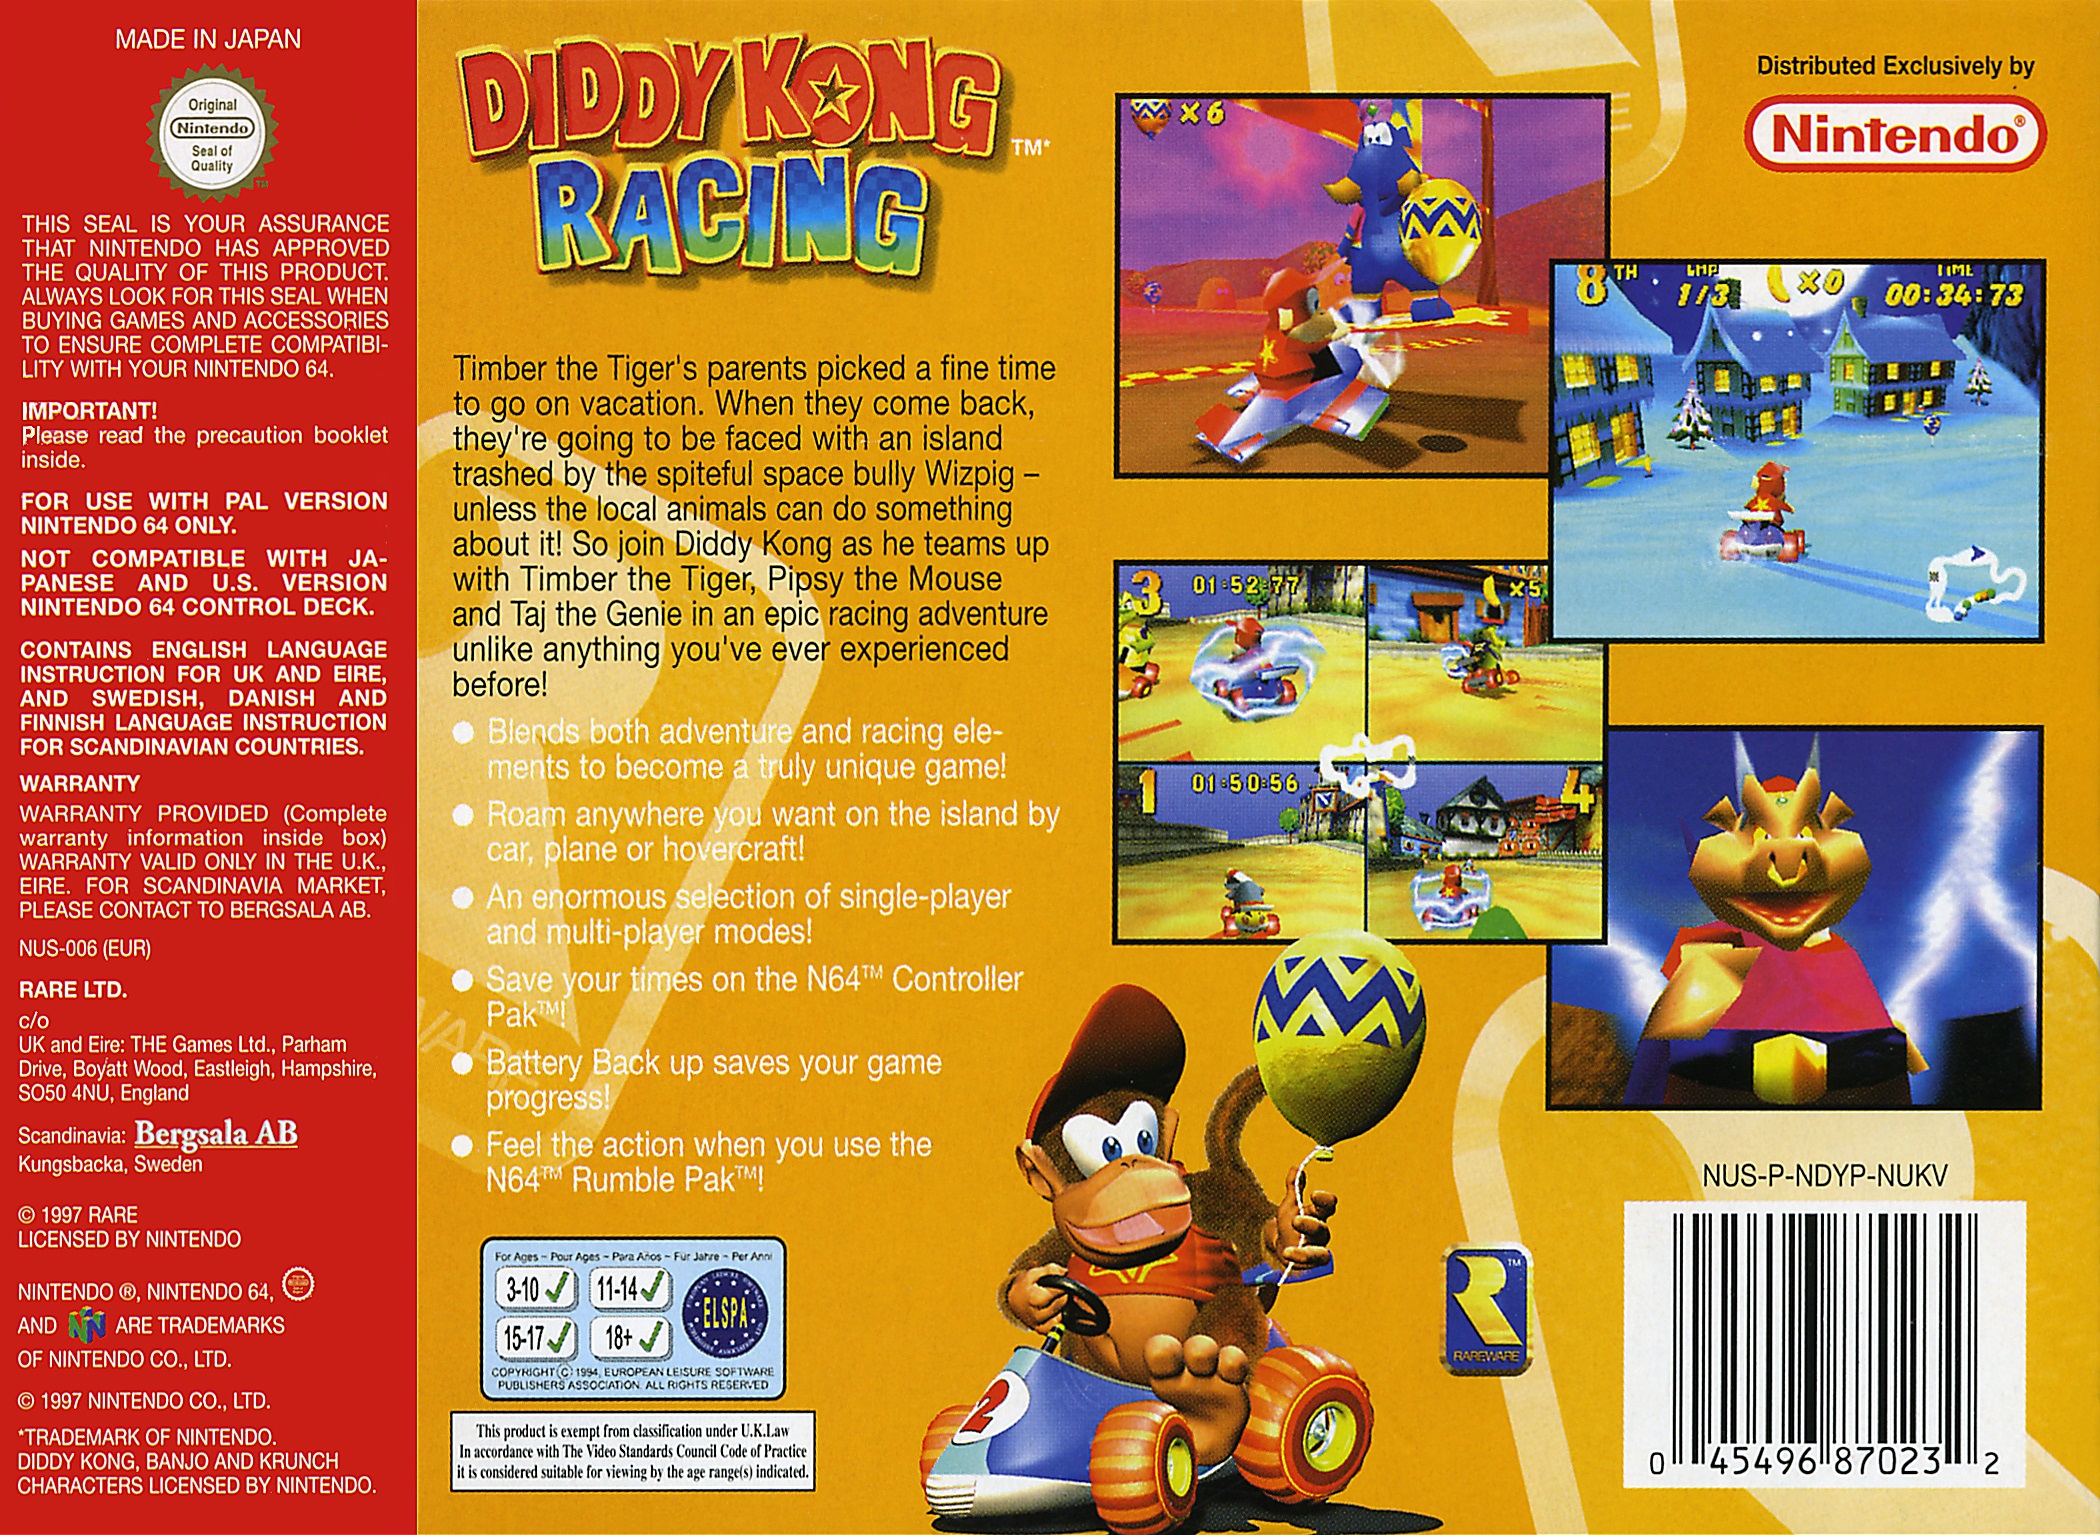 MADE IN JAPAN
Original
Nintendo
Seal of
Quality
TM
THIS SEAL IS YOUR ASSURANCE
THAT NINTENDO HAS APPROVED
THE QUALITY OF THIS PRODUCT.
ALWAYS LOOK FOR THIS SEAL WHEN
BUYING GAMES AND ACCESSORIES
TO ENSURE COMPLETE COMPATIBI-
LITY WITH YOUR NINTENDO 64.
IMPORTANT!
Please read the precaution booklet
inside.
FOR USE WITH PAL VERSION
NINTENDO 64 ONLY.
NOT COMPATIBLE WITH JA-
PANESE AND U.S. VERSION
NINTENDO 64 CONTROL DECK.
CONTAINS ENGLISH LANGUAGE
INSTRUCTION FOR UK AND EIRE,
AND SWEDISH, DANISH AND
FINNISH LANGUAGE INSTRUCTION
FOR SCANDINAVIAN COUNTRIES.
WARRANTY
WARRANTY PROVIDED (Complete
warranty information inside box)
WARRANTY VALID ONLY IN THE U.K.,
EIRE. FOR SCANDINAVIA MARKET,
PLEASE CONTACT TO BERGSALA AB.
NUS-006 (EUR)
RARE LTD.
c/o
UK and Eire: THE Games Ltd., Parham
Drive, Boyatt Wood, Eastleigh, Hampshire,
SO50 4NU, England
Scandinavia: Bergsala AB
Kungsbacka, Sweden
© 1997 RARE
LICENSED BY NINTENDO
NINTENDO ®, NINTENDO 64,
AND ARE TRADEMARKS
OF NINTENDO CO., LTD.
© 1997 NINTENDO CO., LTD.
*TRADEMARK OF NINTENDO.
DIDDY KONG, BANJO AND KRUNCH
CHARACTERS LICENSED BY NINTENDO.
DIDDY KONG
RACING
TM*
Timber the Tiger's parents picked a fine time
to go on vacation. When they come back,
they're going to be faced with an island
trashed by the spiteful space bully Wizpig –
unless the local animals can do something
about it! So join Diddy Kong as he teams up
with Timber the Tiger, Pipsy the Mouse
and Taj the Genie in an epic racing adventure
unlike anything you've ever experienced
before!
● Blends both adventure and racing ele-
ments to become a truly unique game!
● Roam anywhere you want on the island by
car, plane or hovercraft!
● An enormous selection of single-player
and multi-player modes!
● Save your times on the N64™ Controller
Pak™!
● Battery Back up saves your game
progress!
● Feel the action when you use the
N64™ Rumble Pak™!
For Ages – Pour Ages – Para Años – Für Jahre – Per Anni
3-10 11-14
15-17 18+
ELSPA
COPYRIGHT © 1994, EUROPEAN LEISURE SOFTWARE
PUBLISHERS ASSOCIATION. ALL RIGHTS RESERVED
This product is exempt from classification under U.K.Law
In accordance with The Video Standards Council Code of Practice
it is considered suitable for viewing by the age range(s) indicated.
Distributed Exclusively by
Nintendo®
x6
8TH LAP 1/3 x0 TIME 00:34:73
3 01:52:77
x5
1 01:50:56
4
2
TM
RAREWARE
NUS-P-NDYP-NUKV
0 45496 87023 2